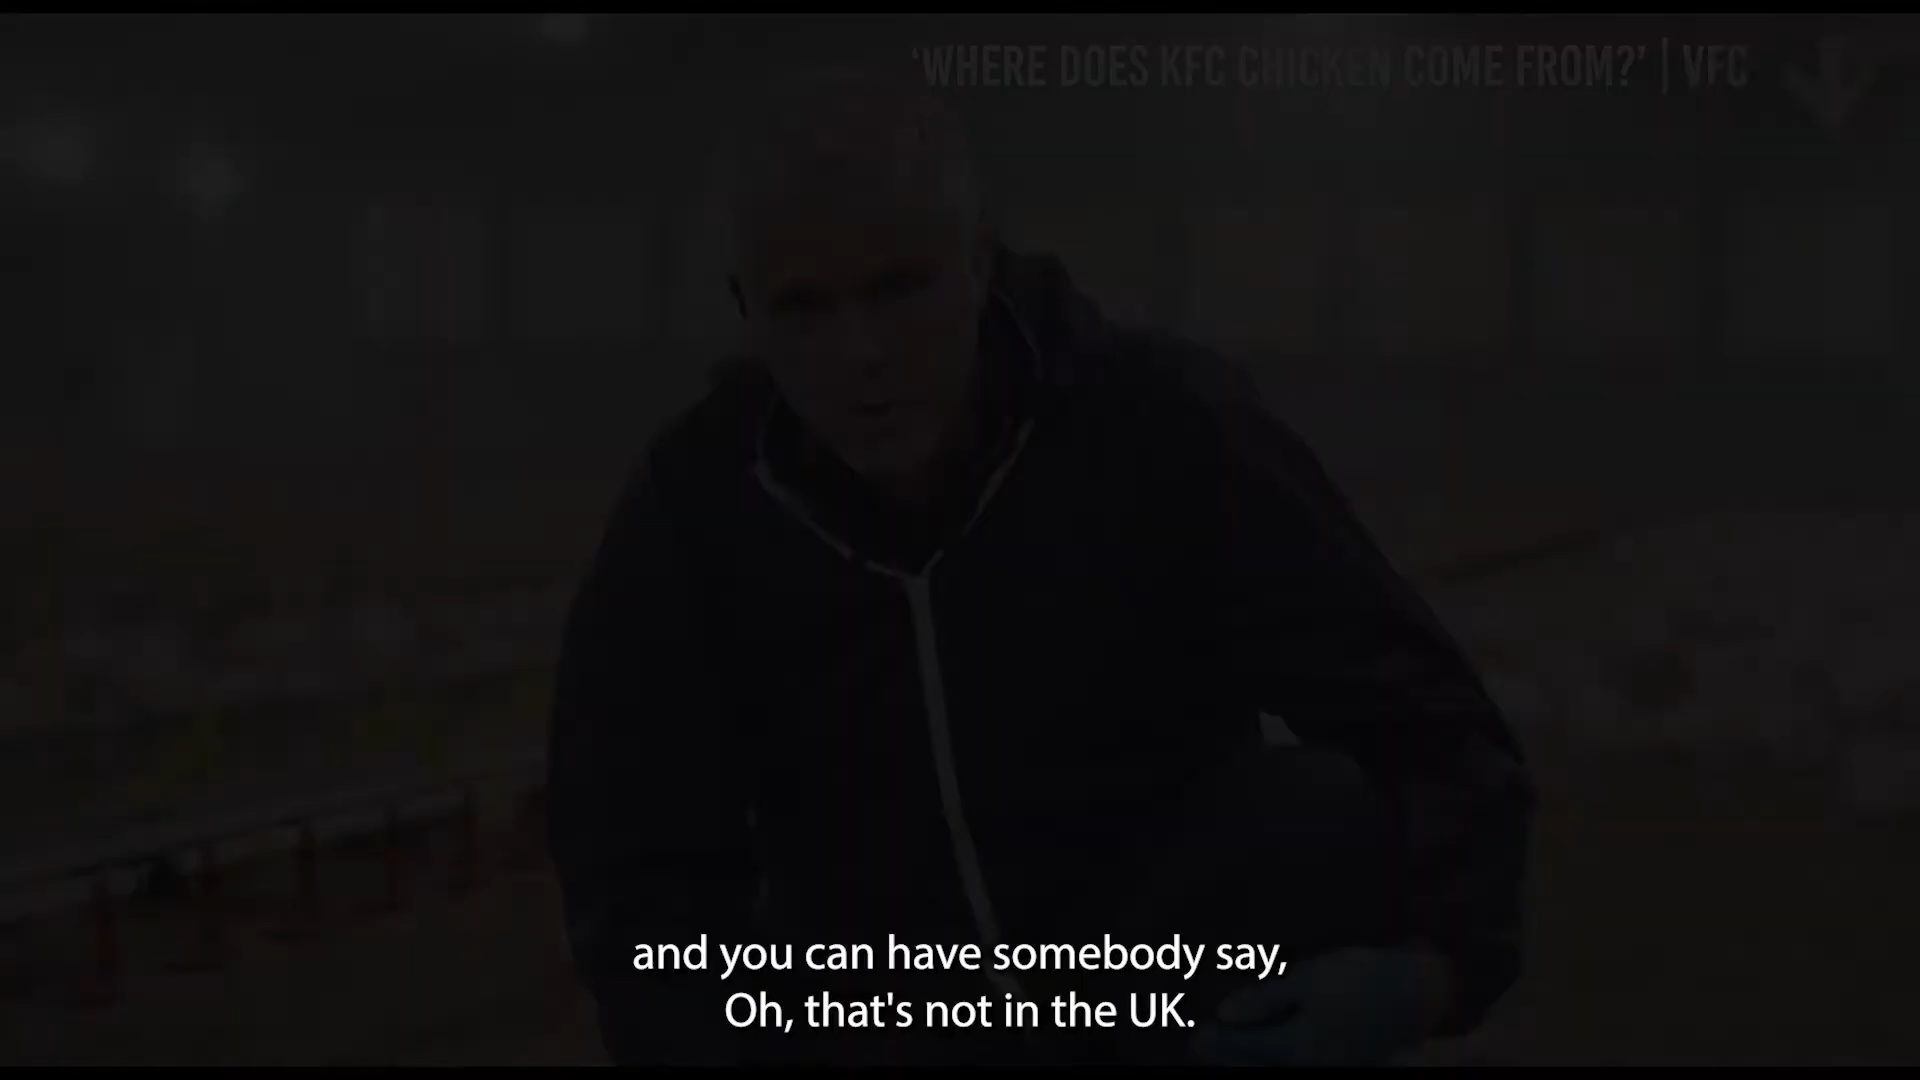 ‘WHERE DOES KFC CHICKEN COME FROM?’ | VFC
and you can have somebody say,
Oh, that's not in the UK.